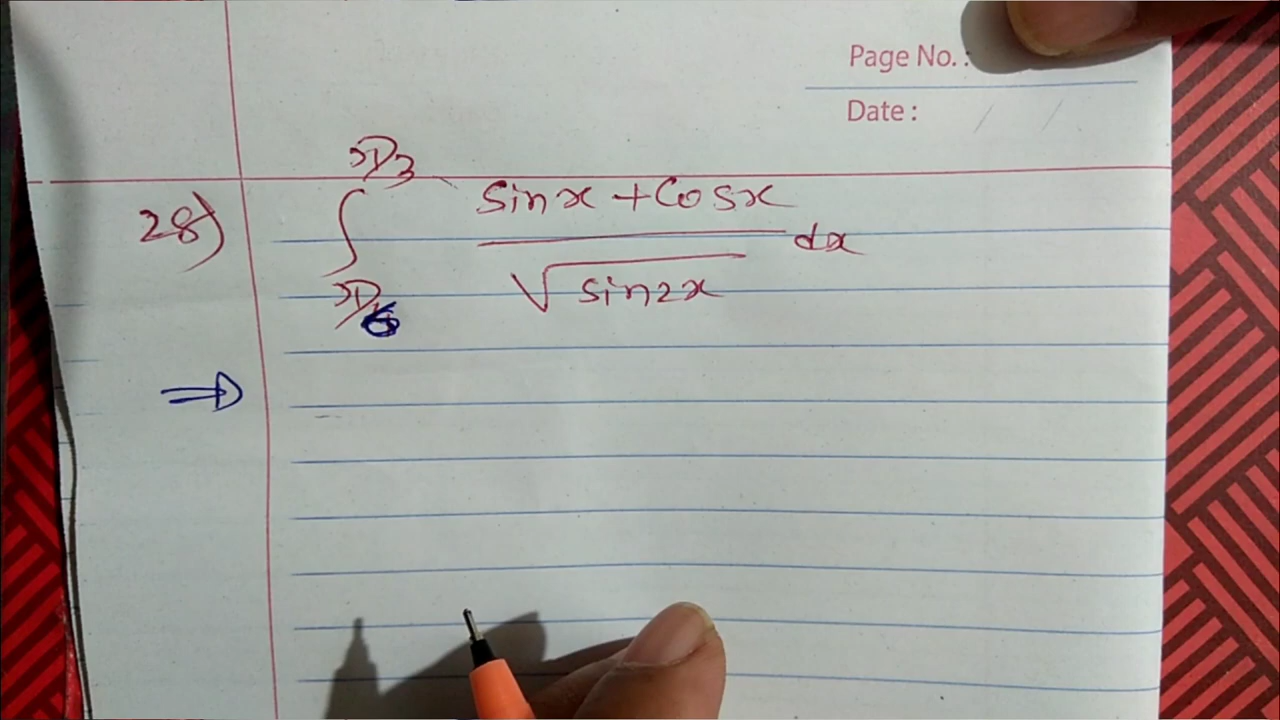 Page No. :
Date : / /
28) ∫_{π/6}^{π/3} (sin x + cos x) / √(sin 2x) dx
⇒